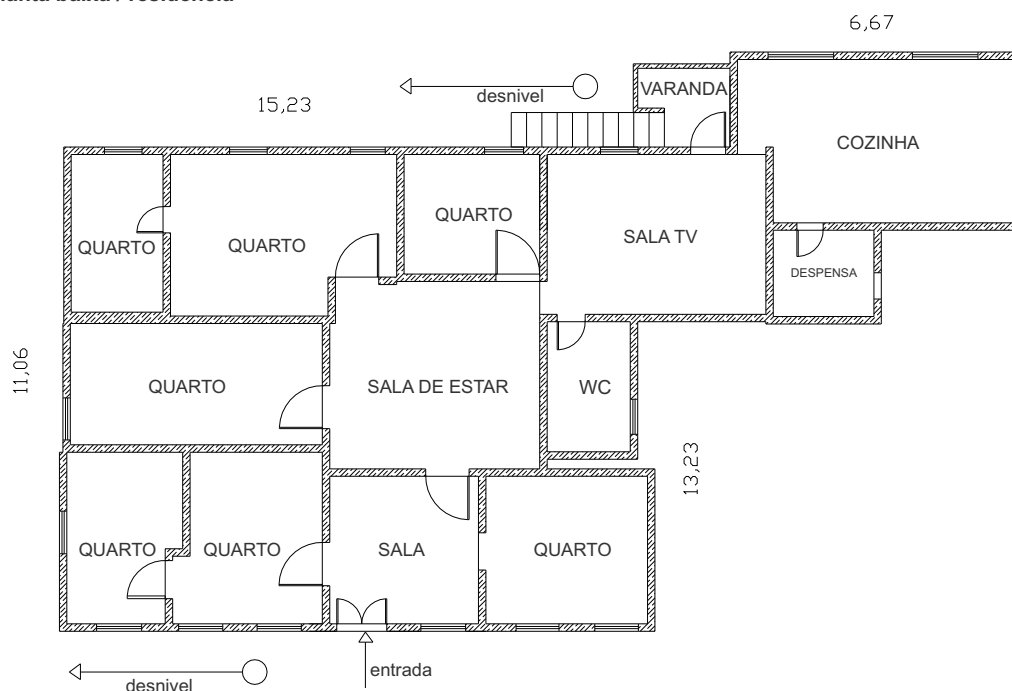 6,67
VARANDA
desnivel
15,23
COZINHA
QUARTO
SALA TV
QUARTO
QUARTO
DESPENSA
11,06
QUARTO
SALA DE ESTAR
WC
13,23
QUARTO
QUARTO
SALA
QUARTO
entrada
desnivel